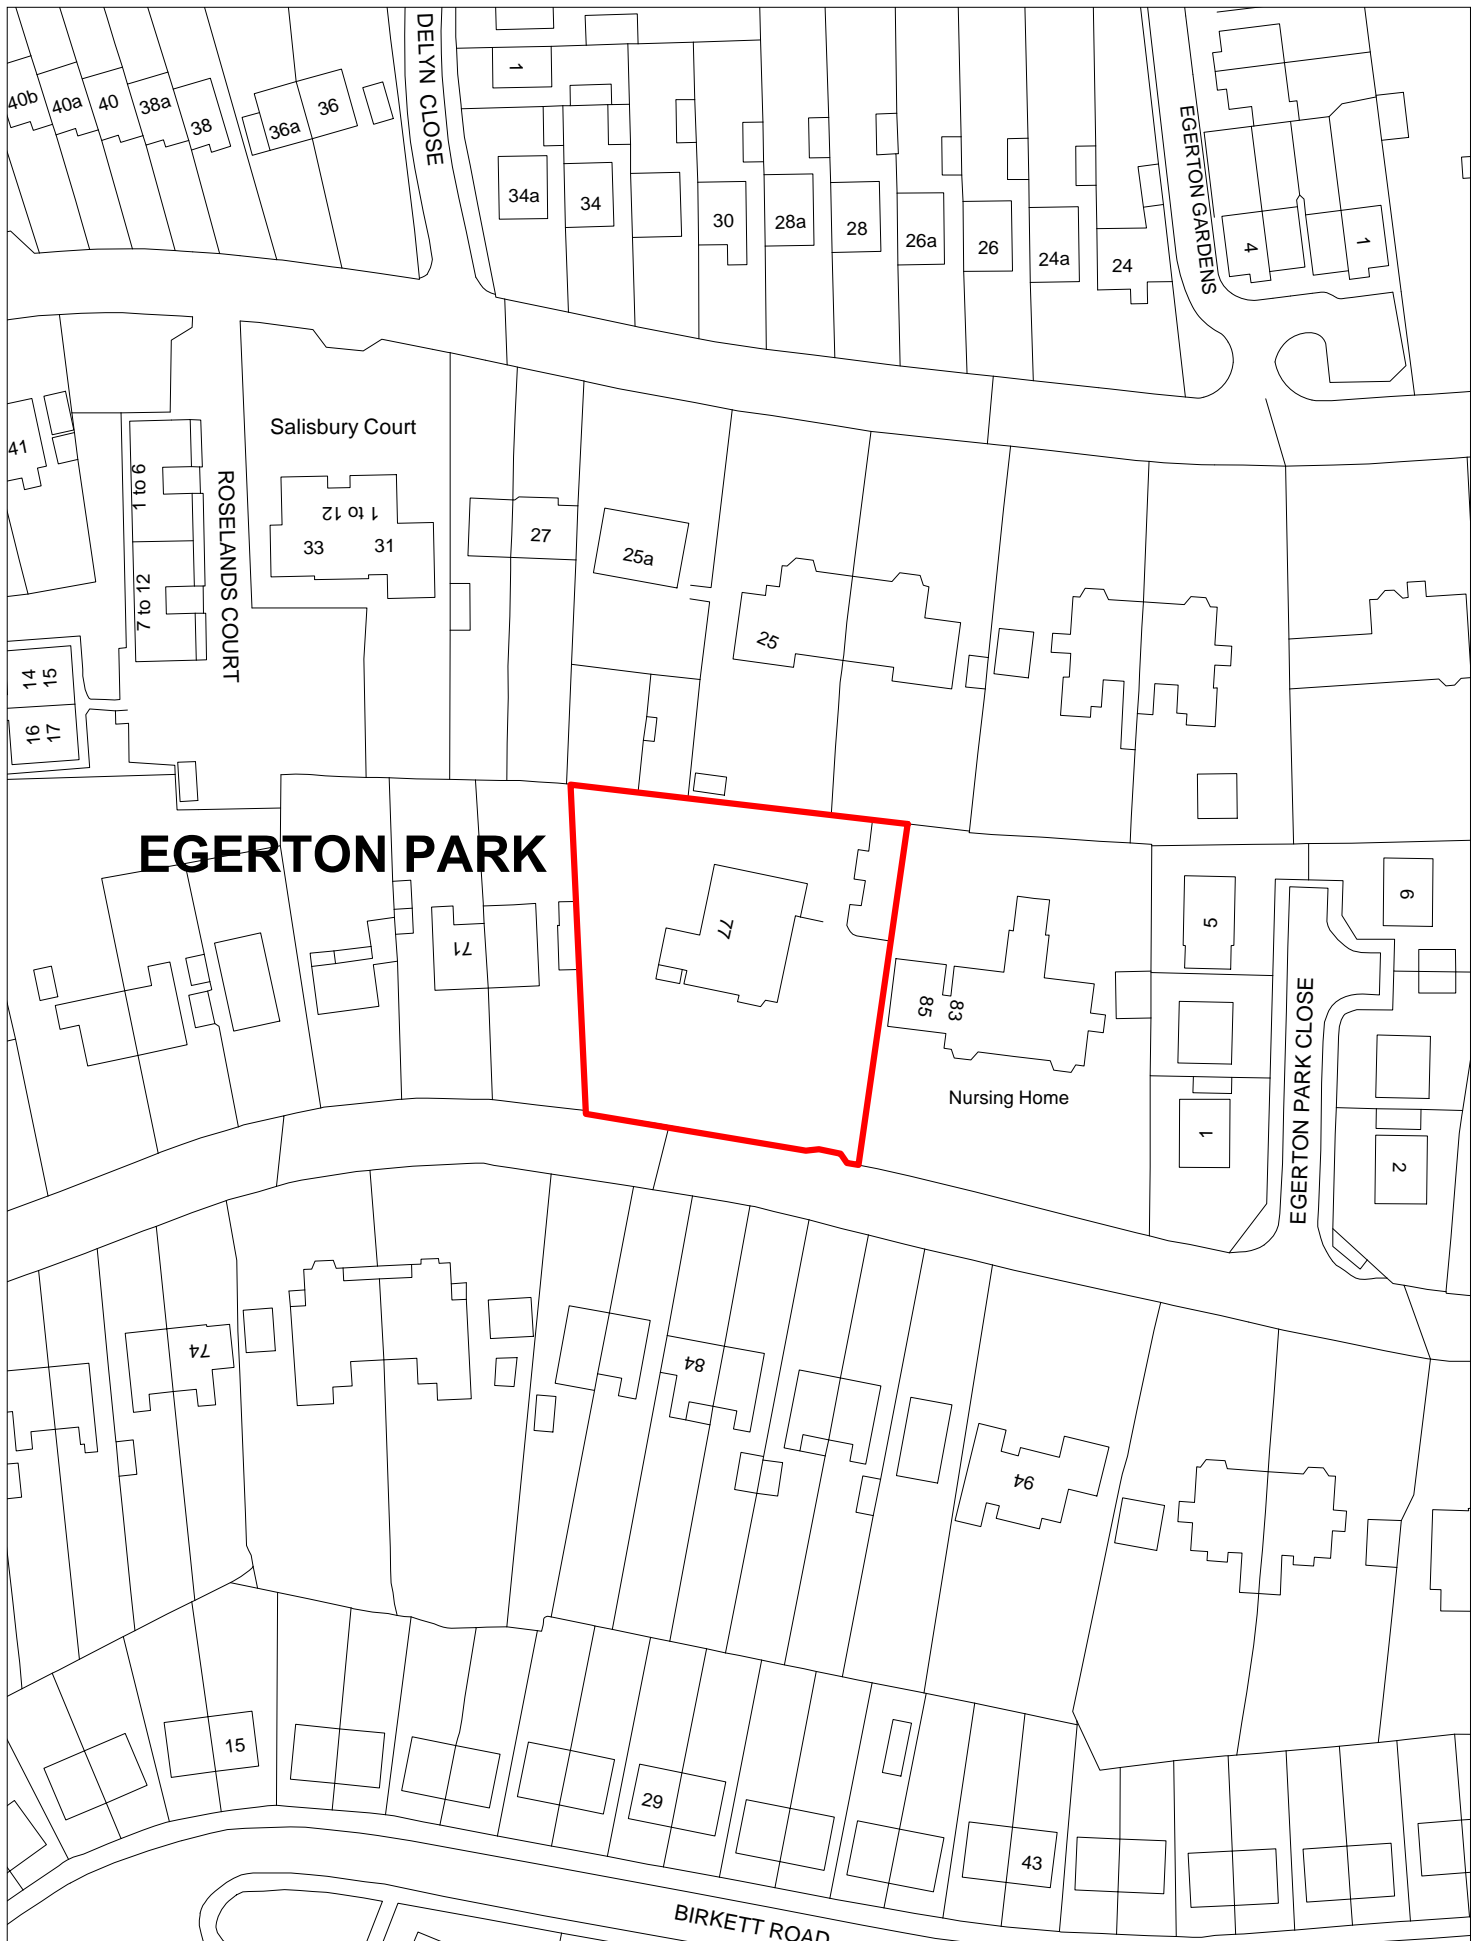 DELYN CLOSE
1
40b
40a
40
38a
38
36a
36
34a
34
30
28a
28
26a
26
24a
24
EGERTON GARDENS
4
1
41
1 to 6
7 to 12
ROSELANDS COURT
Salisbury Court
1 to 12
33
31
27
25a
25
14
15
16
17
EGERTON PARK
71
77
85
83
Nursing Home
5
1
EGERTON PARK CLOSE
6
2
74
84
94
15
29
43
BIRKETT ROAD